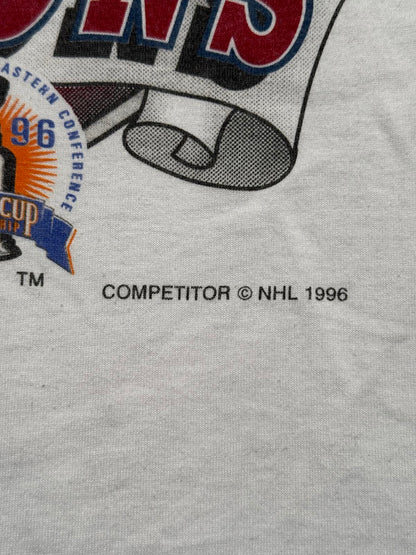 ONS
EASTERN CONFERENCE
96
CUP
TM
COMPETITOR © NHL 1996